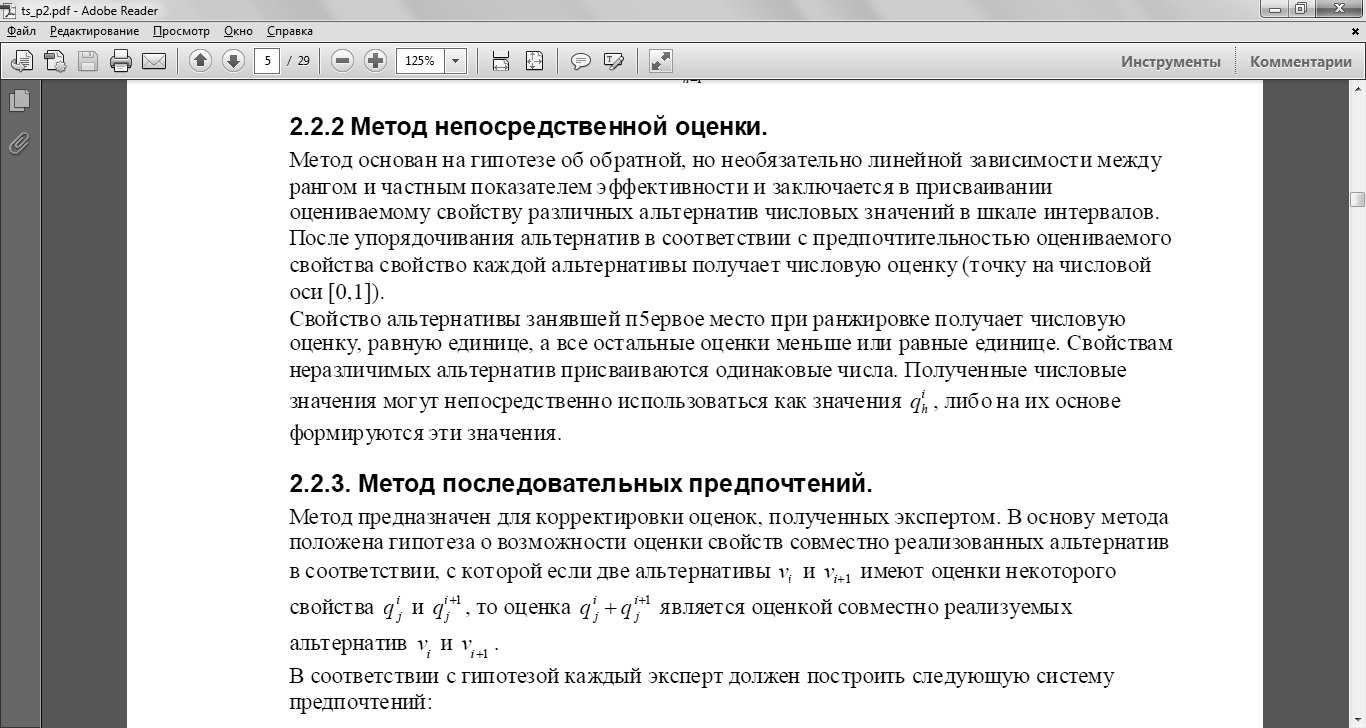 ts_p2.pdf - Adobe Reader
Файл Редактирование Просмотр Окно Справка
5 / 29 125% Инструменты Комментарии
2.2.2 Метод непосредственной оценки.
Метод основан на гипотезе об обратной, но необязательно линейной зависимости между
рангом и частным показателем эффективности и заключается в присваивании
оцениваемому свойству различных альтернатив числовых значений в шкале интервалов.
После упорядочивания альтернатив в соответствии с предпочтительностью оцениваемого
свойства свойство каждой альтернативы получает числовую оценку (точку на числовой
оси [0,1]).
Свойство альтернативы занявшей п5ервое место при ранжировке получает числовую
оценку, равную единице, а все остальные оценки меньше или равные единице. Свойствам
неразличимых альтернатив присваиваются одинаковые числа. Полученные числовые
значения могут непосредственно использоваться как значения q_h^i , либо на их основе
формируются эти значения.
2.2.3. Метод последовательных предпочтений.
Метод предназначен для корректировки оценок, полученных экспертом. В основу метода
положена гипотеза о возможности оценки свойств совместно реализованных альтернатив
в соответствии, с которой если две альтернативы v_i и v_{i+1} имеют оценки некоторого
свойства q_j^i и q_j^{i+1} , то оценка q_j^i + q_j^{i+1} является оценкой совместно реализуемых
альтернатив v_i и v_{i+1} .
В соответствии с гипотезой каждый эксперт должен построить следующую систему
предпочтений: